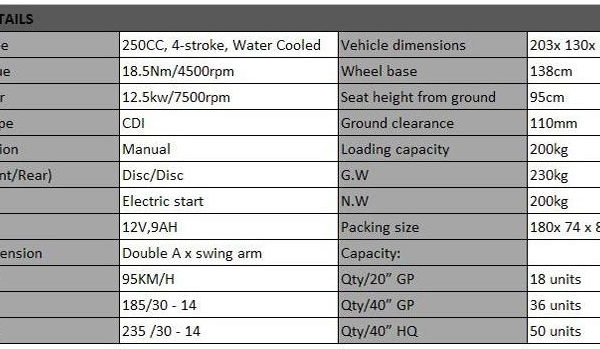 TAILS
e 250CC, 4-stroke, Water Cooled Vehicle dimensions 203x 130x
ue 18.5Nm/4500rpm Wheel base 138cm
r 12.5kw/7500rpm Seat height from ground 95cm
pe CDI Ground clearance 110mm
ion Manual Loading capacity 200kg
nt/Rear) Disc/Disc G.W 230kg
Electric start N.W 200kg
12V,9AH Packing size 180x 74 x 8
ension Double A x swing arm Capacity:
95KM/H Qty/20” GP 18 units
185/30 - 14 Qty/40” GP 36 units
235 /30 - 14 Qty/40” HQ 50 units